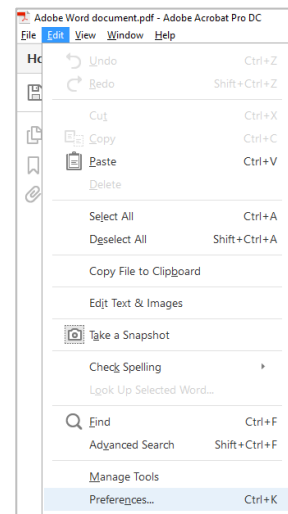 Adobe Word document.pdf - Adobe Acrobat Pro DC
File Edit View Window Help
Ho
Undo Ctrl+Z
Redo Shift+Ctrl+Z
Cut Ctrl+X
Copy Ctrl+C
Paste Ctrl+V
Delete
Select All Ctrl+A
Deselect All Shift+Ctrl+A
Copy File to Clipboard
Edit Text & Images
Take a Snapshot
Check Spelling
Look Up Selected Word...
Find Ctrl+F
Advanced Search Shift+Ctrl+F
Manage Tools
Preferences... Ctrl+K